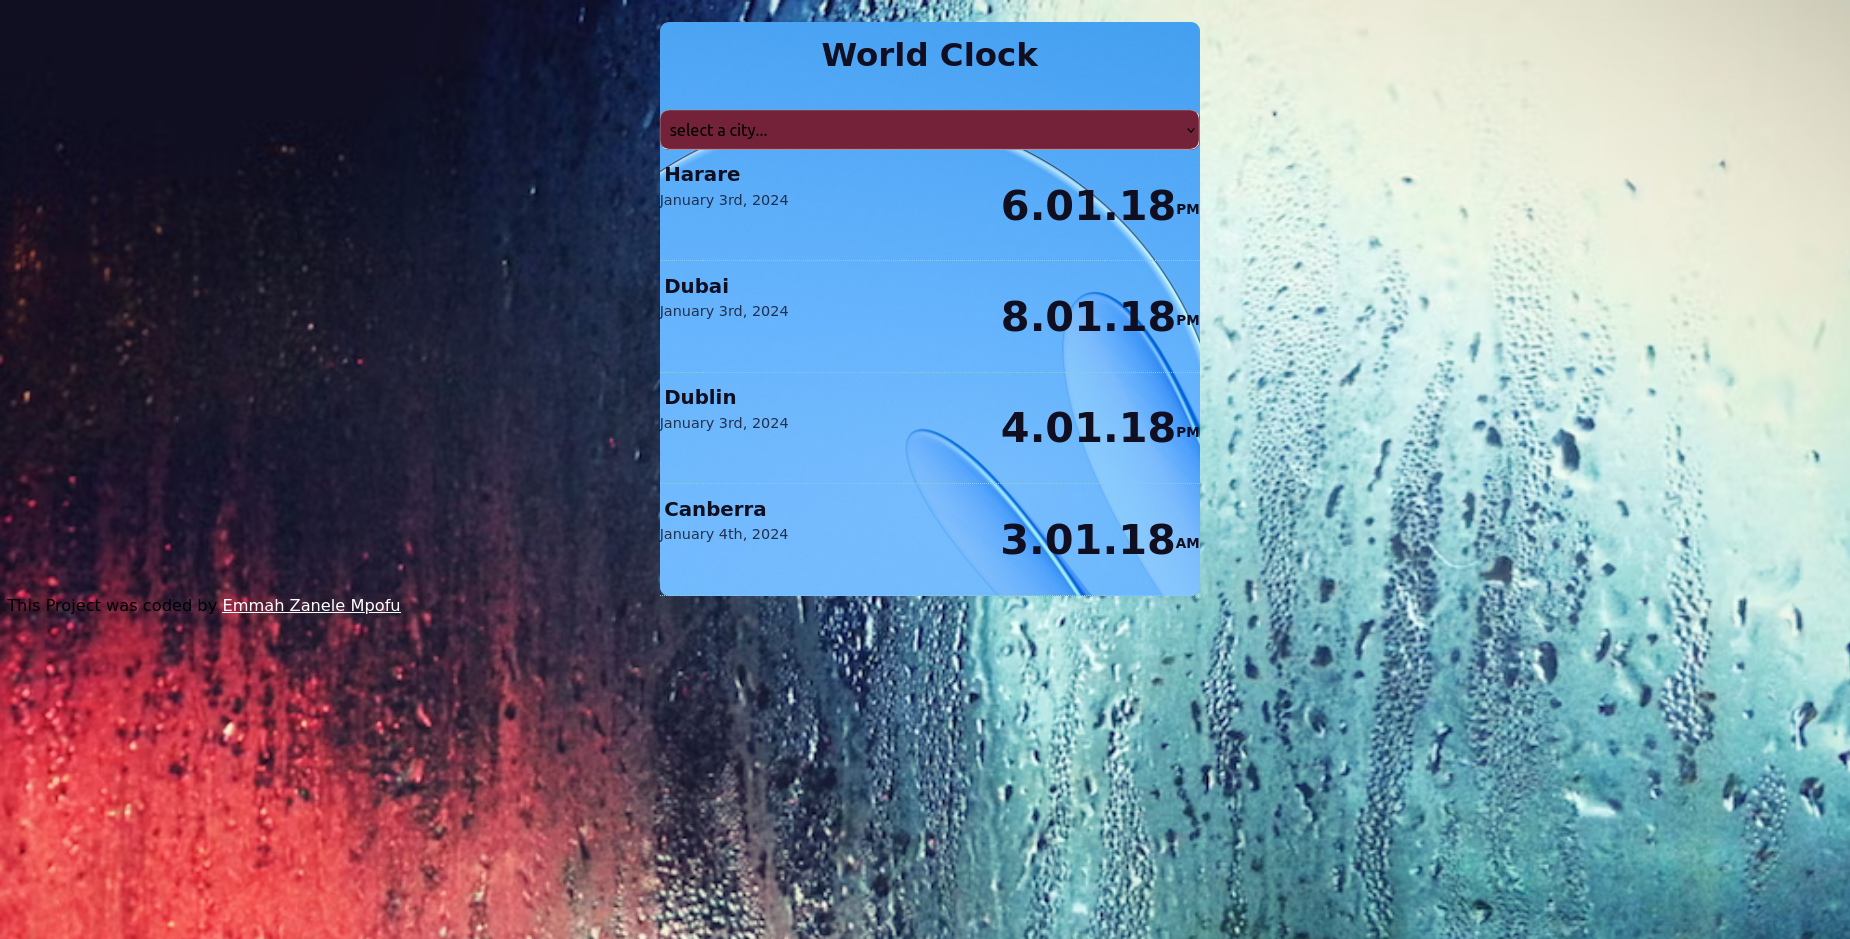 World Clock
select a city...
Harare
January 3rd, 2024
6.01.18PM
Dubai
January 3rd, 2024
8.01.18PM
Dublin
January 3rd, 2024
4.01.18PM
Canberra
January 4th, 2024
3.01.18AM
This Project was coded by Emmah Zanele Mpofu